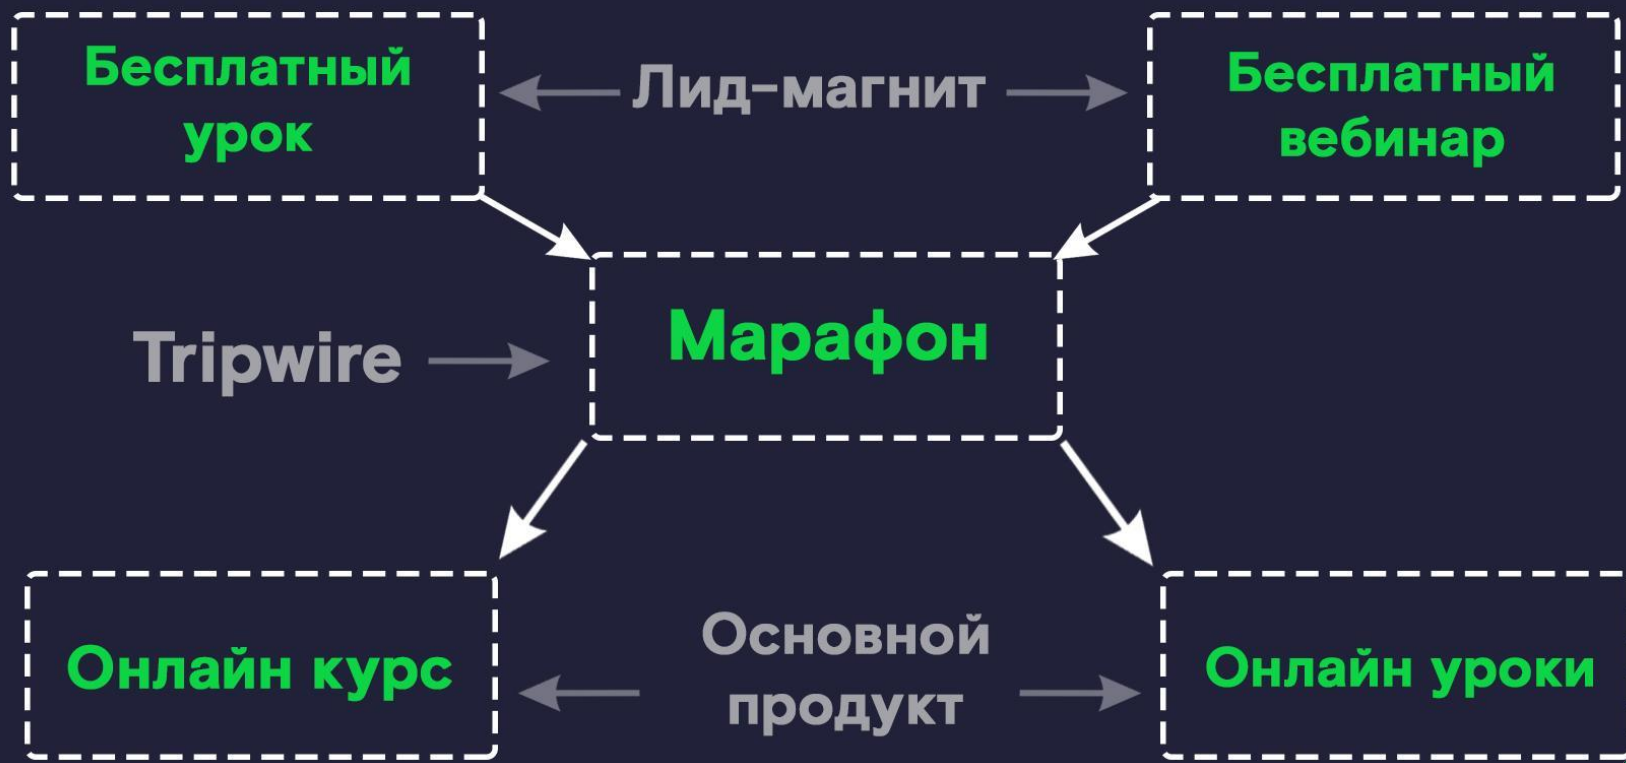 Бесплатный
урок
Лид-магнит
Бесплатный
вебинар
Tripwire
Марафон
Онлайн курс
Основной
продукт
Онлайн уроки